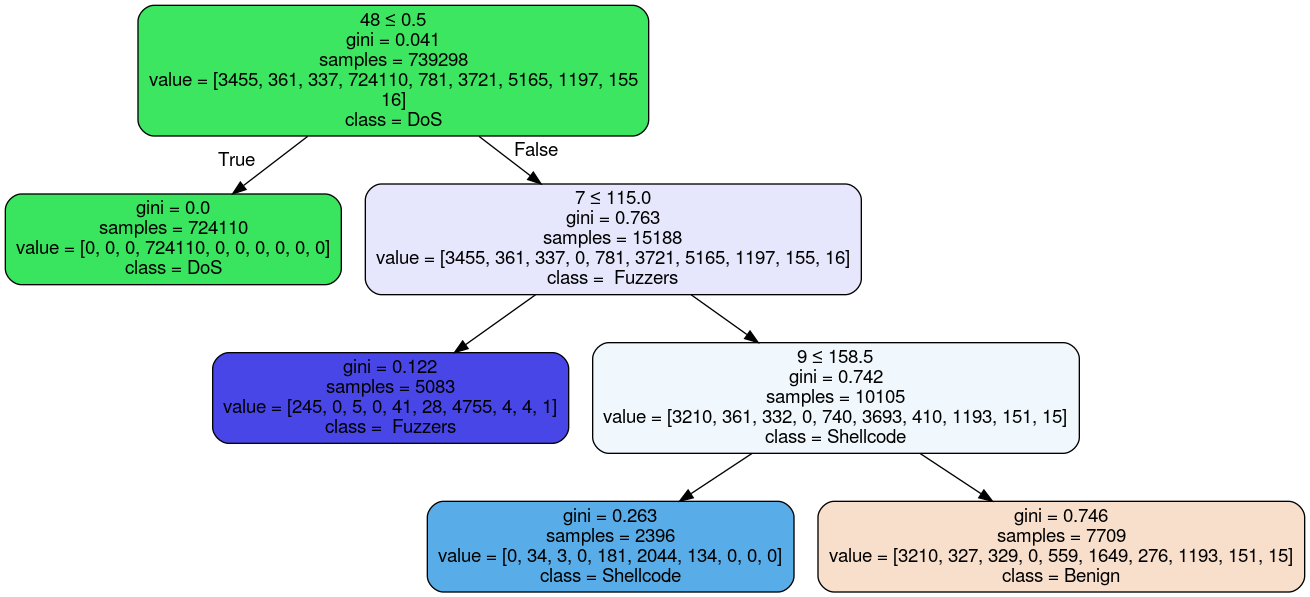 48 ≤ 0.5
gini = 0.041
samples = 739298
value = [3455, 361, 337, 724110, 781, 3721, 5165, 1197, 155
16]
class = DoS
True
False
gini = 0.0
samples = 724110
value = [0, 0, 0, 724110, 0, 0, 0, 0, 0, 0]
class = DoS
7 ≤ 115.0
gini = 0.763
samples = 15188
value = [3455, 361, 337, 0, 781, 3721, 5165, 1197, 155, 16]
class =  Fuzzers
gini = 0.122
samples = 5083
value = [245, 0, 5, 0, 41, 28, 4755, 4, 4, 1]
class =  Fuzzers
9 ≤ 158.5
gini = 0.742
samples = 10105
value = [3210, 361, 332, 0, 740, 3693, 410, 1193, 151, 15]
class = Shellcode
gini = 0.263
samples = 2396
value = [0, 34, 3, 0, 181, 2044, 134, 0, 0, 0]
class = Shellcode
gini = 0.746
samples = 7709
value = [3210, 327, 329, 0, 559, 1649, 276, 1193, 151, 15]
class = Benign